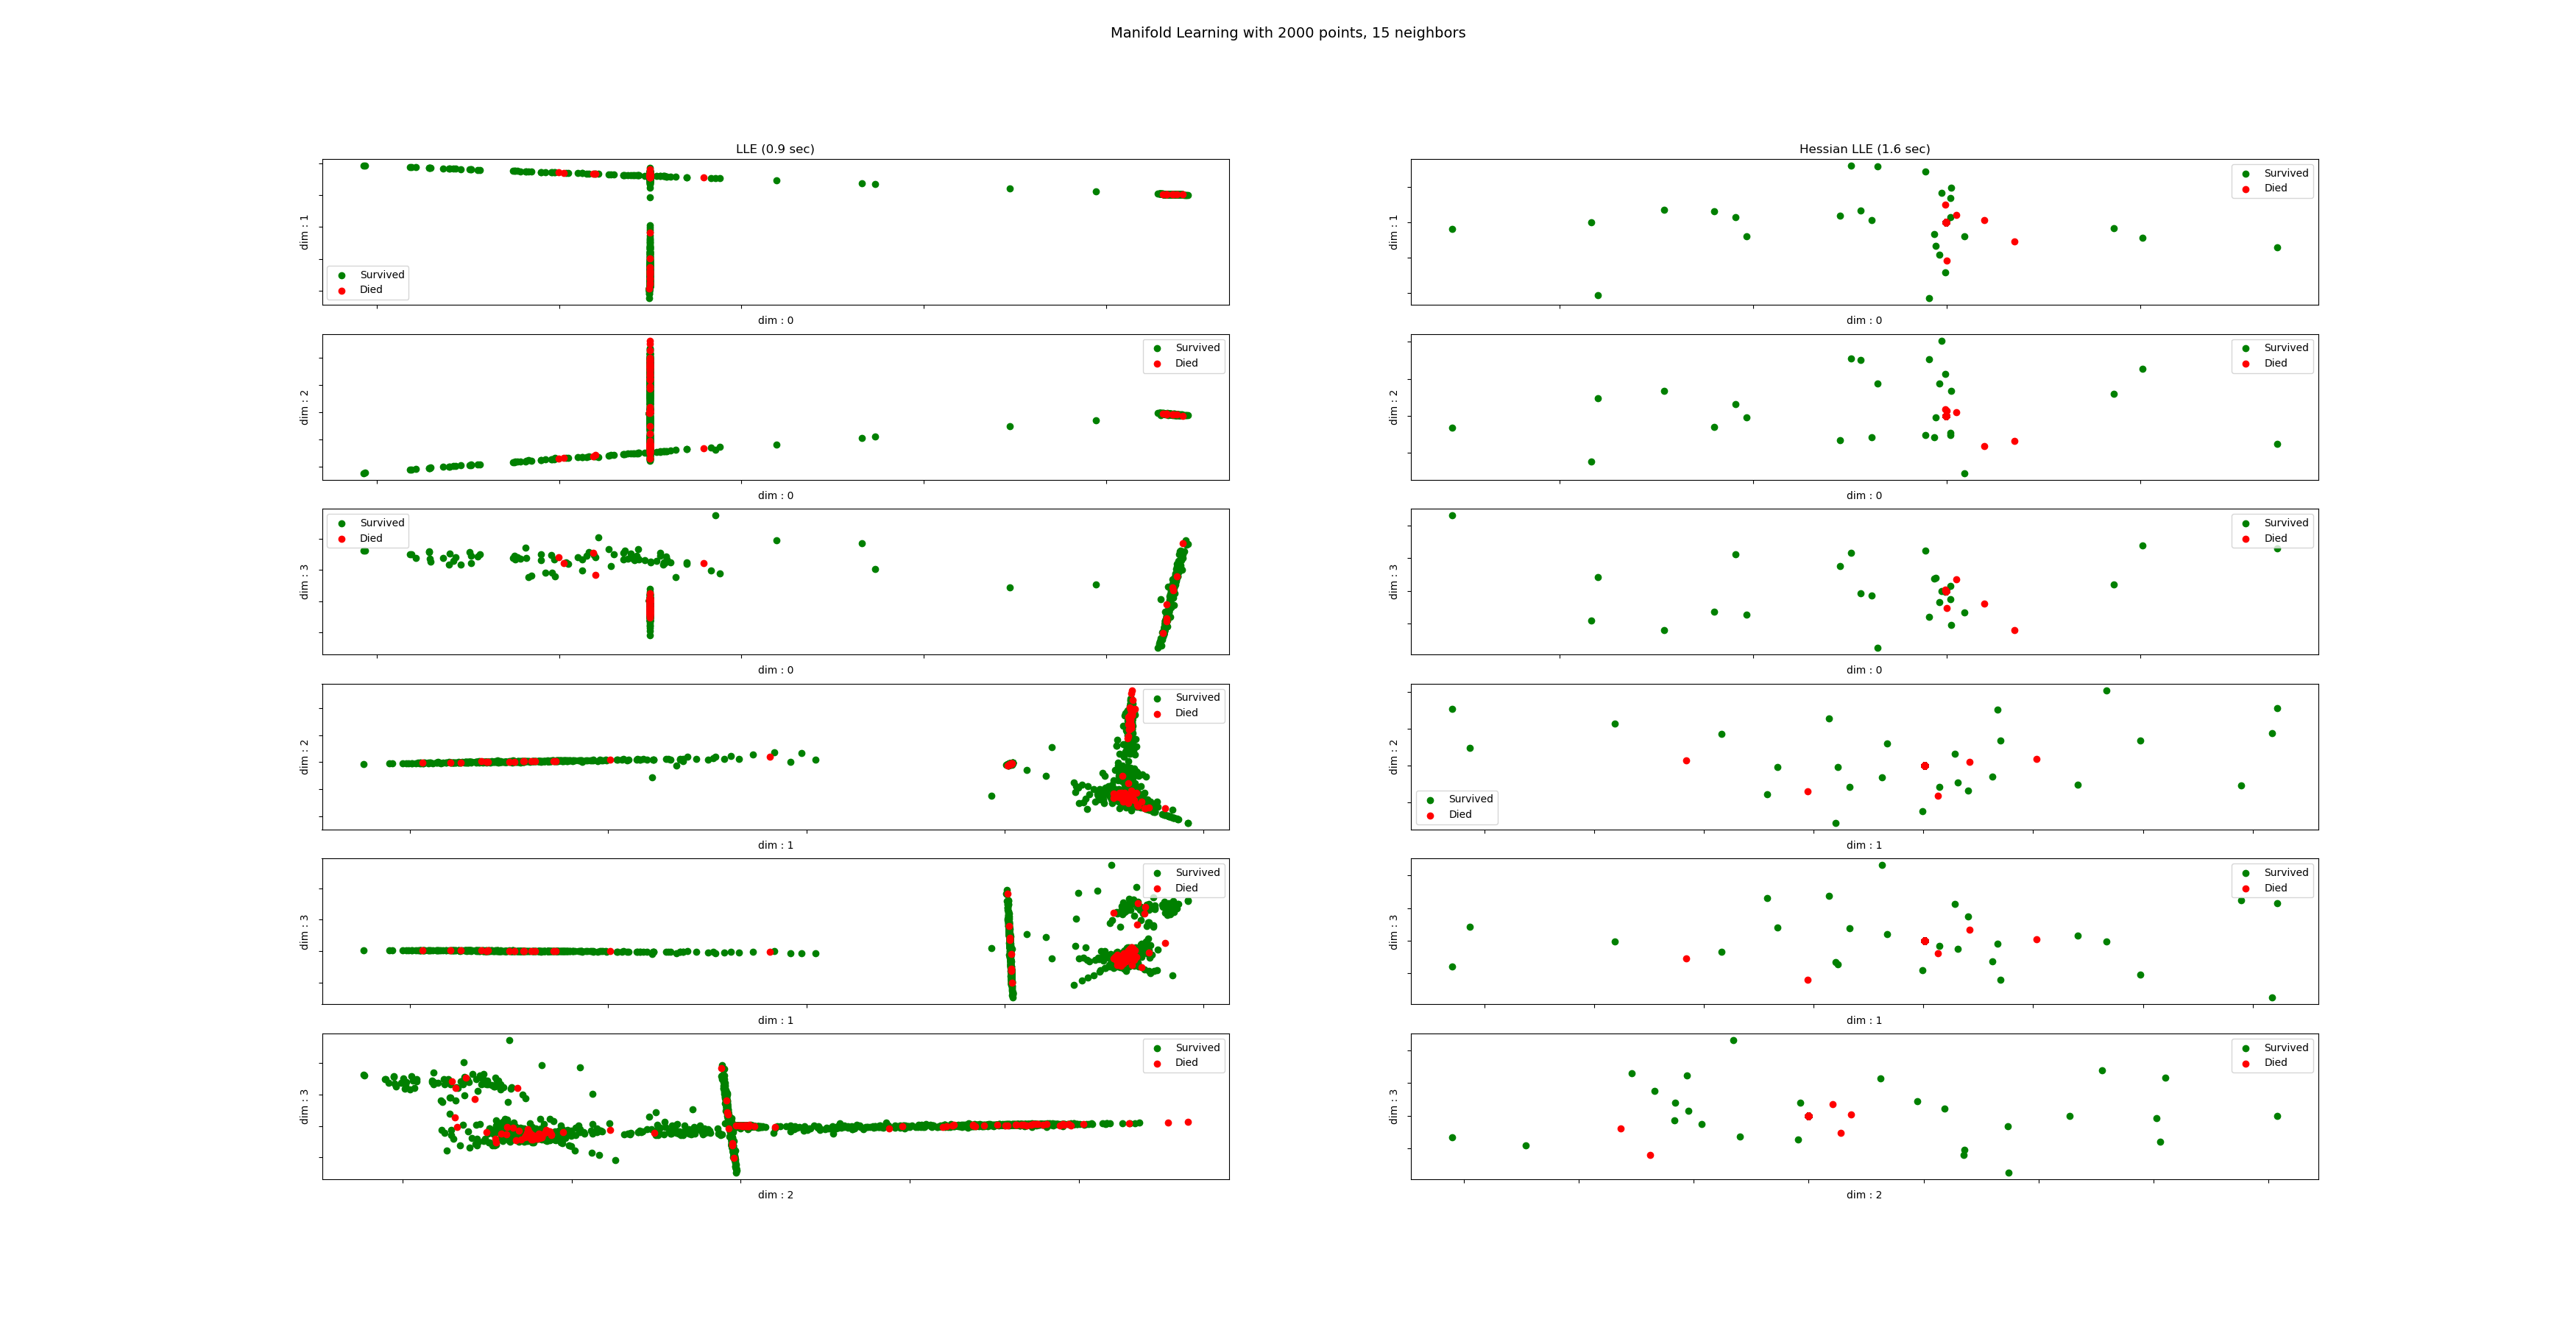 Manifold Learning with 2000 points, 15 neighbors
LLE (0.9 sec)
dim : 1
Survived
Died
dim : 0
dim : 2
Survived
Died
dim : 0
dim : 3
Survived
Died
dim : 0
dim : 2
Survived
Died
dim : 1
dim : 3
Survived
Died
dim : 1
dim : 3
Survived
Died
dim : 2
Hessian LLE (1.6 sec)
dim : 1
Survived
Died
dim : 0
dim : 2
Survived
Died
dim : 0
dim : 3
Survived
Died
dim : 0
dim : 2
Survived
Died
dim : 1
dim : 3
Survived
Died
dim : 1
dim : 3
Survived
Died
dim : 2